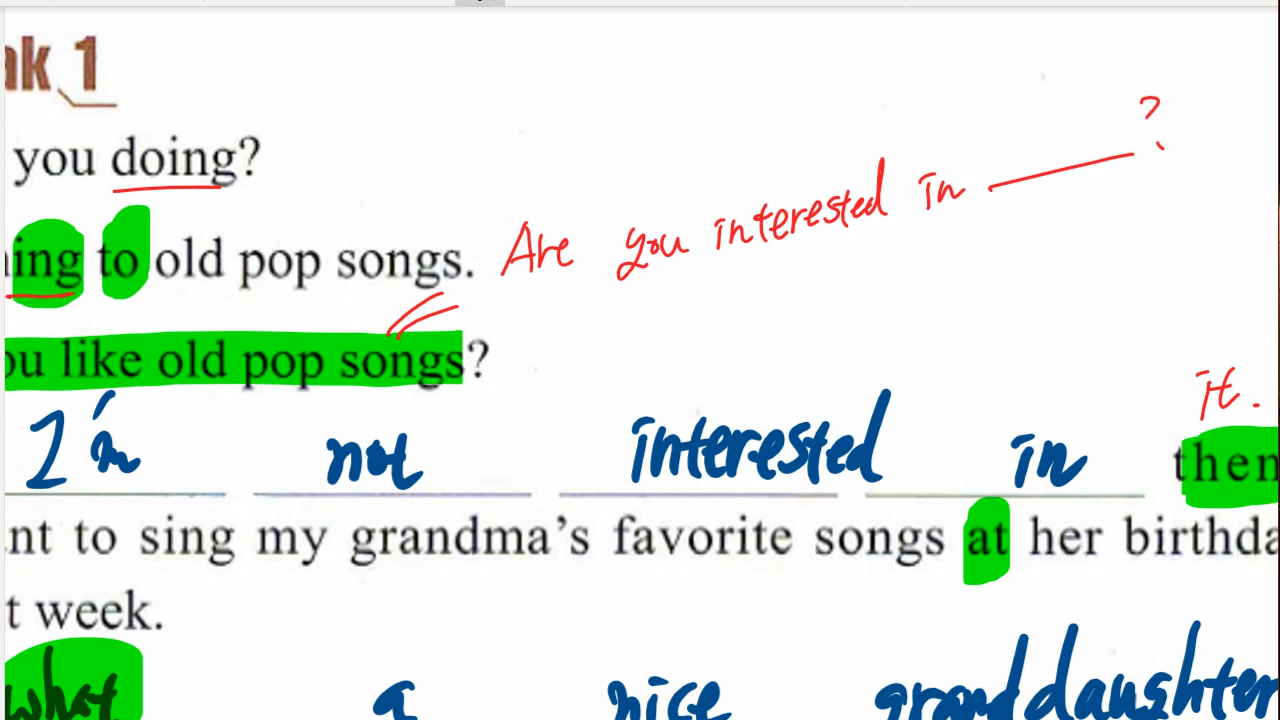 ak 1
you doing?
ing to old pop songs. Are you interested in ?
ou like old pop songs?
I'm not interested in them
it.
nt to sing my grandma's favorite songs at her birthda
t week.
what a nice granddaughter